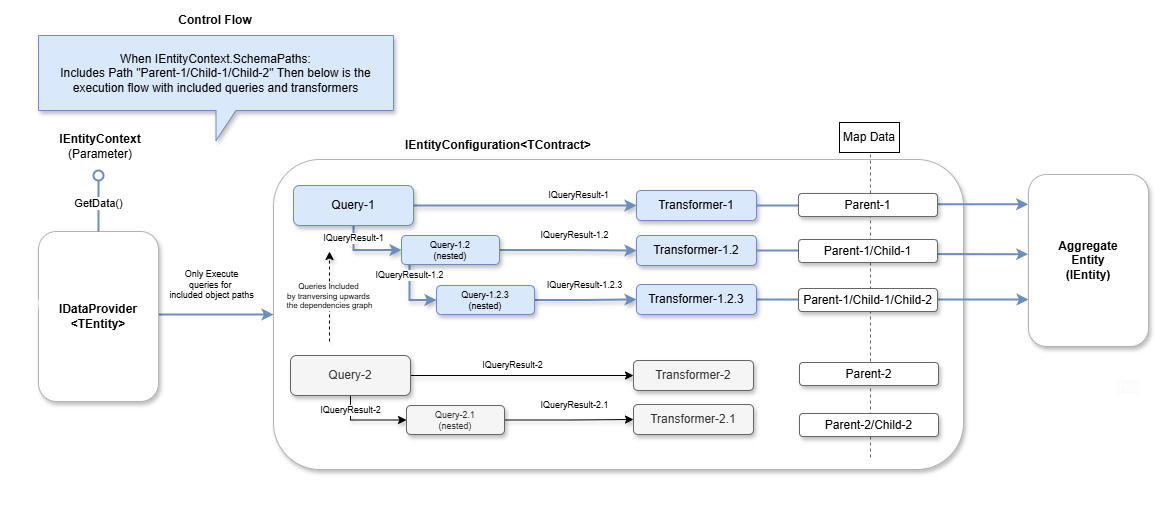 Control Flow
When IEntityContext.SchemaPaths:
Includes Path "Parent-1/Child-1/Child-2" Then below is the
execution flow with included queries and transformers
IEntityContext
(Parameter)
GetData()
IDataProvider
<TEntity>
Only Execute
queries for
included object paths
IEntityConfiguration<TContract>
Map Data
Query-1
IQueryResult-1
Transformer-1
Parent-1
IQueryResult-1
Query-1.2
(nested)
IQueryResult-1.2
Transformer-1.2
Parent-1/Child-1
IQueryResult-1.2
Query-1.2.3
(nested)
IQueryResult-1.2.3
Transformer-1.2.3
Parent-1/Child-1/Child-2
Queries Included
by tranversing upwards
the dependencies graph
Query-2
IQueryResult-2
Transformer-2
Parent-2
IQueryResult-2
Query-2.1
(nested)
IQueryResult-2.1
Transformer-2.1
Parent-2/Child-2
Aggregate
Entity
(IEntity)